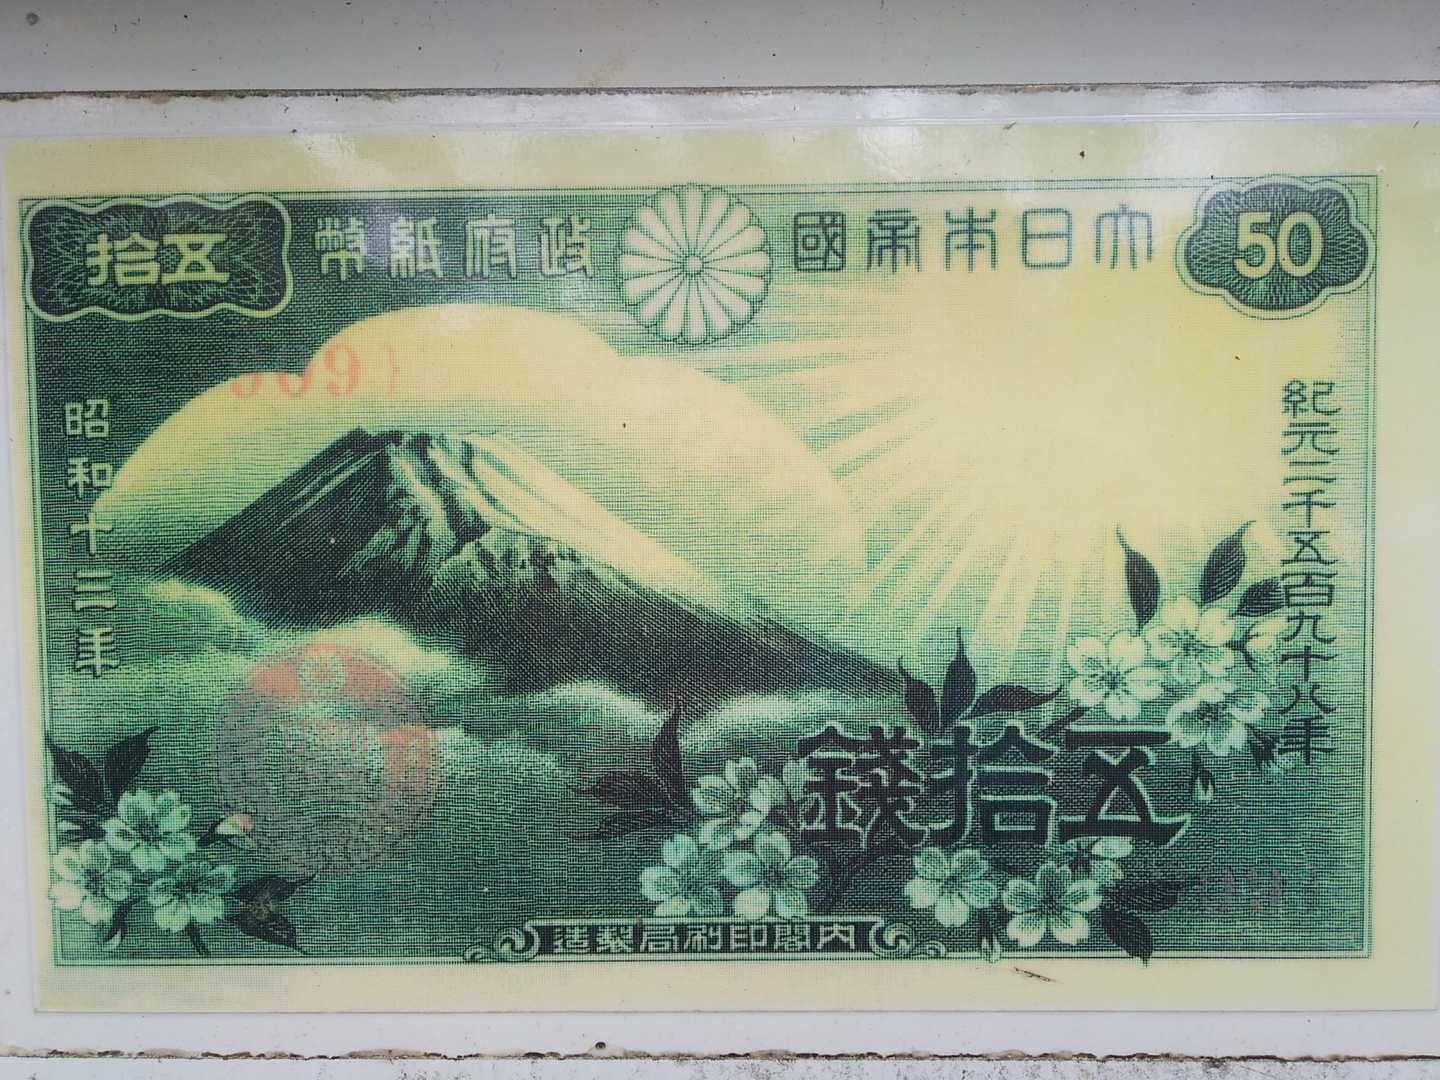 50
大日本帝國
政府紙幣
五拾
紀元二千五百九十八年
昭和十三年
五拾錢
内閣印刷局製造